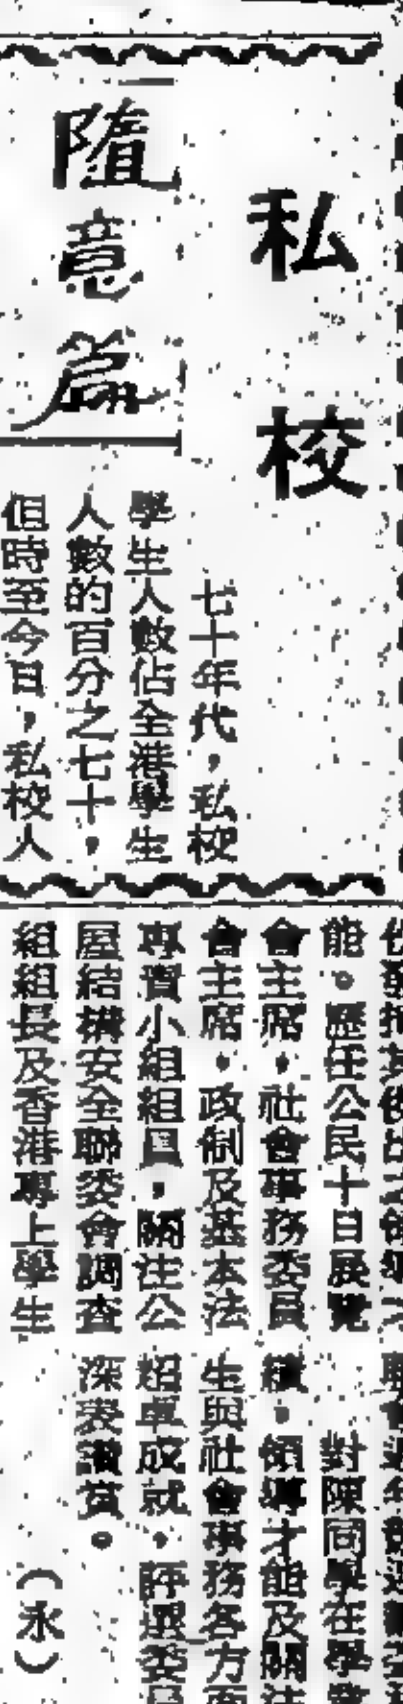 私校
隨意篇
七十年代，私校
學生人數佔全港學生
人數的百分之七十，
但時至今日，私校人
能。歷任公民十日展覽
會主席，社會事務委員
會主席，政制及基本法
專責小組組員，關注公
屋結構安全聯委會調查
組組長及香港專上學生
對陳同學在學業
績，領導才能及關注
生與社會事務各方面
超卓成就，評選委員
深表讚賞。
（永）